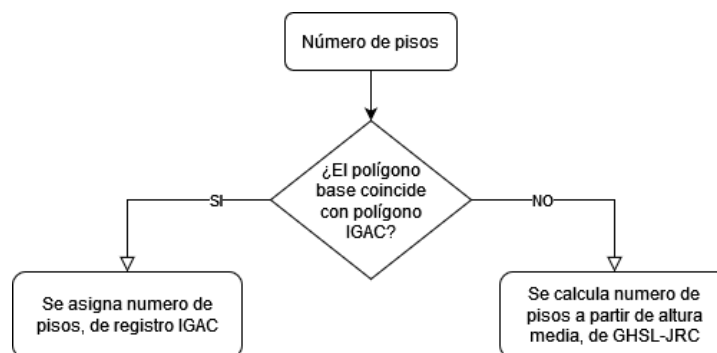 Número de pisos
¿El polígono
base coincide
con polígono
IGAC?
SI
NO
Se asigna numero de
pisos, de registro IGAC
Se calcula numero de
pisos a partir de altura
media, de GHSL-JRC